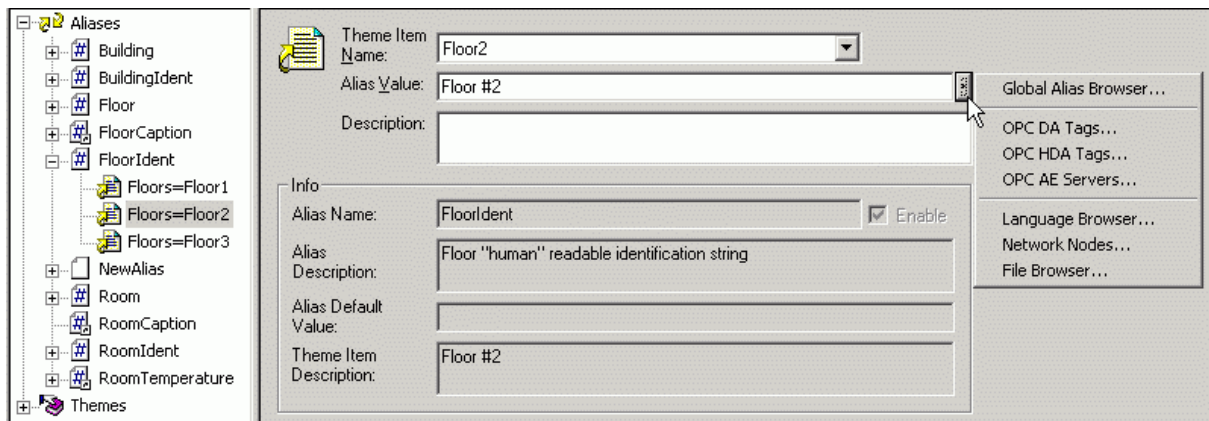 Aliases
Building
BuildingIdent
Floor
FloorCaption
FloorIdent
Floors=Floor1
Floors=Floor2
Floors=Floor3
NewAlias
Room
RoomCaption
RoomIdent
RoomTemperature
Themes
Theme Item
Name:
Floor2
Alias Value:
Floor #2
Description:
Info
Alias Name:
FloorIdent
Enable
Alias
Description:
Floor "human" readable identification string
Alias Default
Value:
Theme Item
Description:
Floor #2
Global Alias Browser...
OPC DA Tags...
OPC HDA Tags...
OPC AE Servers...
Language Browser...
Network Nodes...
File Browser...